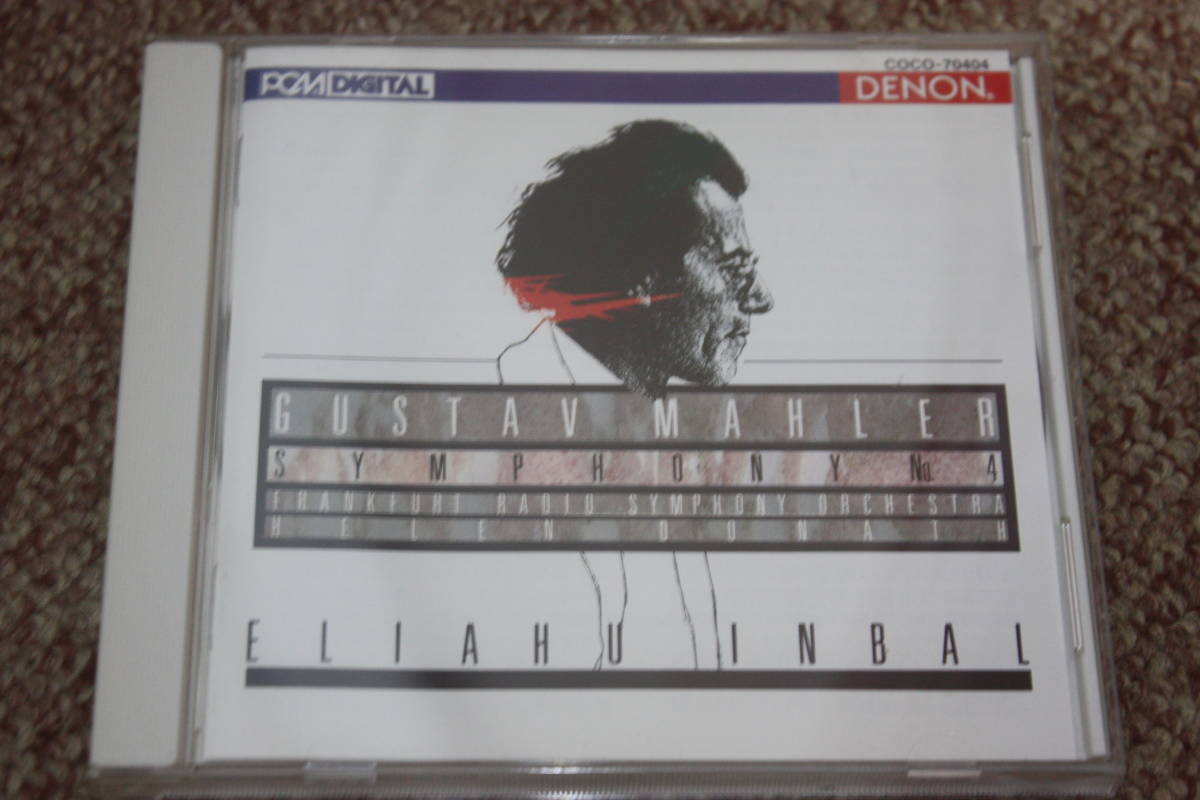 COCO-70404
PCM DIGITAL DENON
GUSTAV MAHLER
SYMPHONY No. 4
FRANKFURT RADIO SYMPHONY ORCHESTRA
HELEN DONATH
ELIAHU INBAL